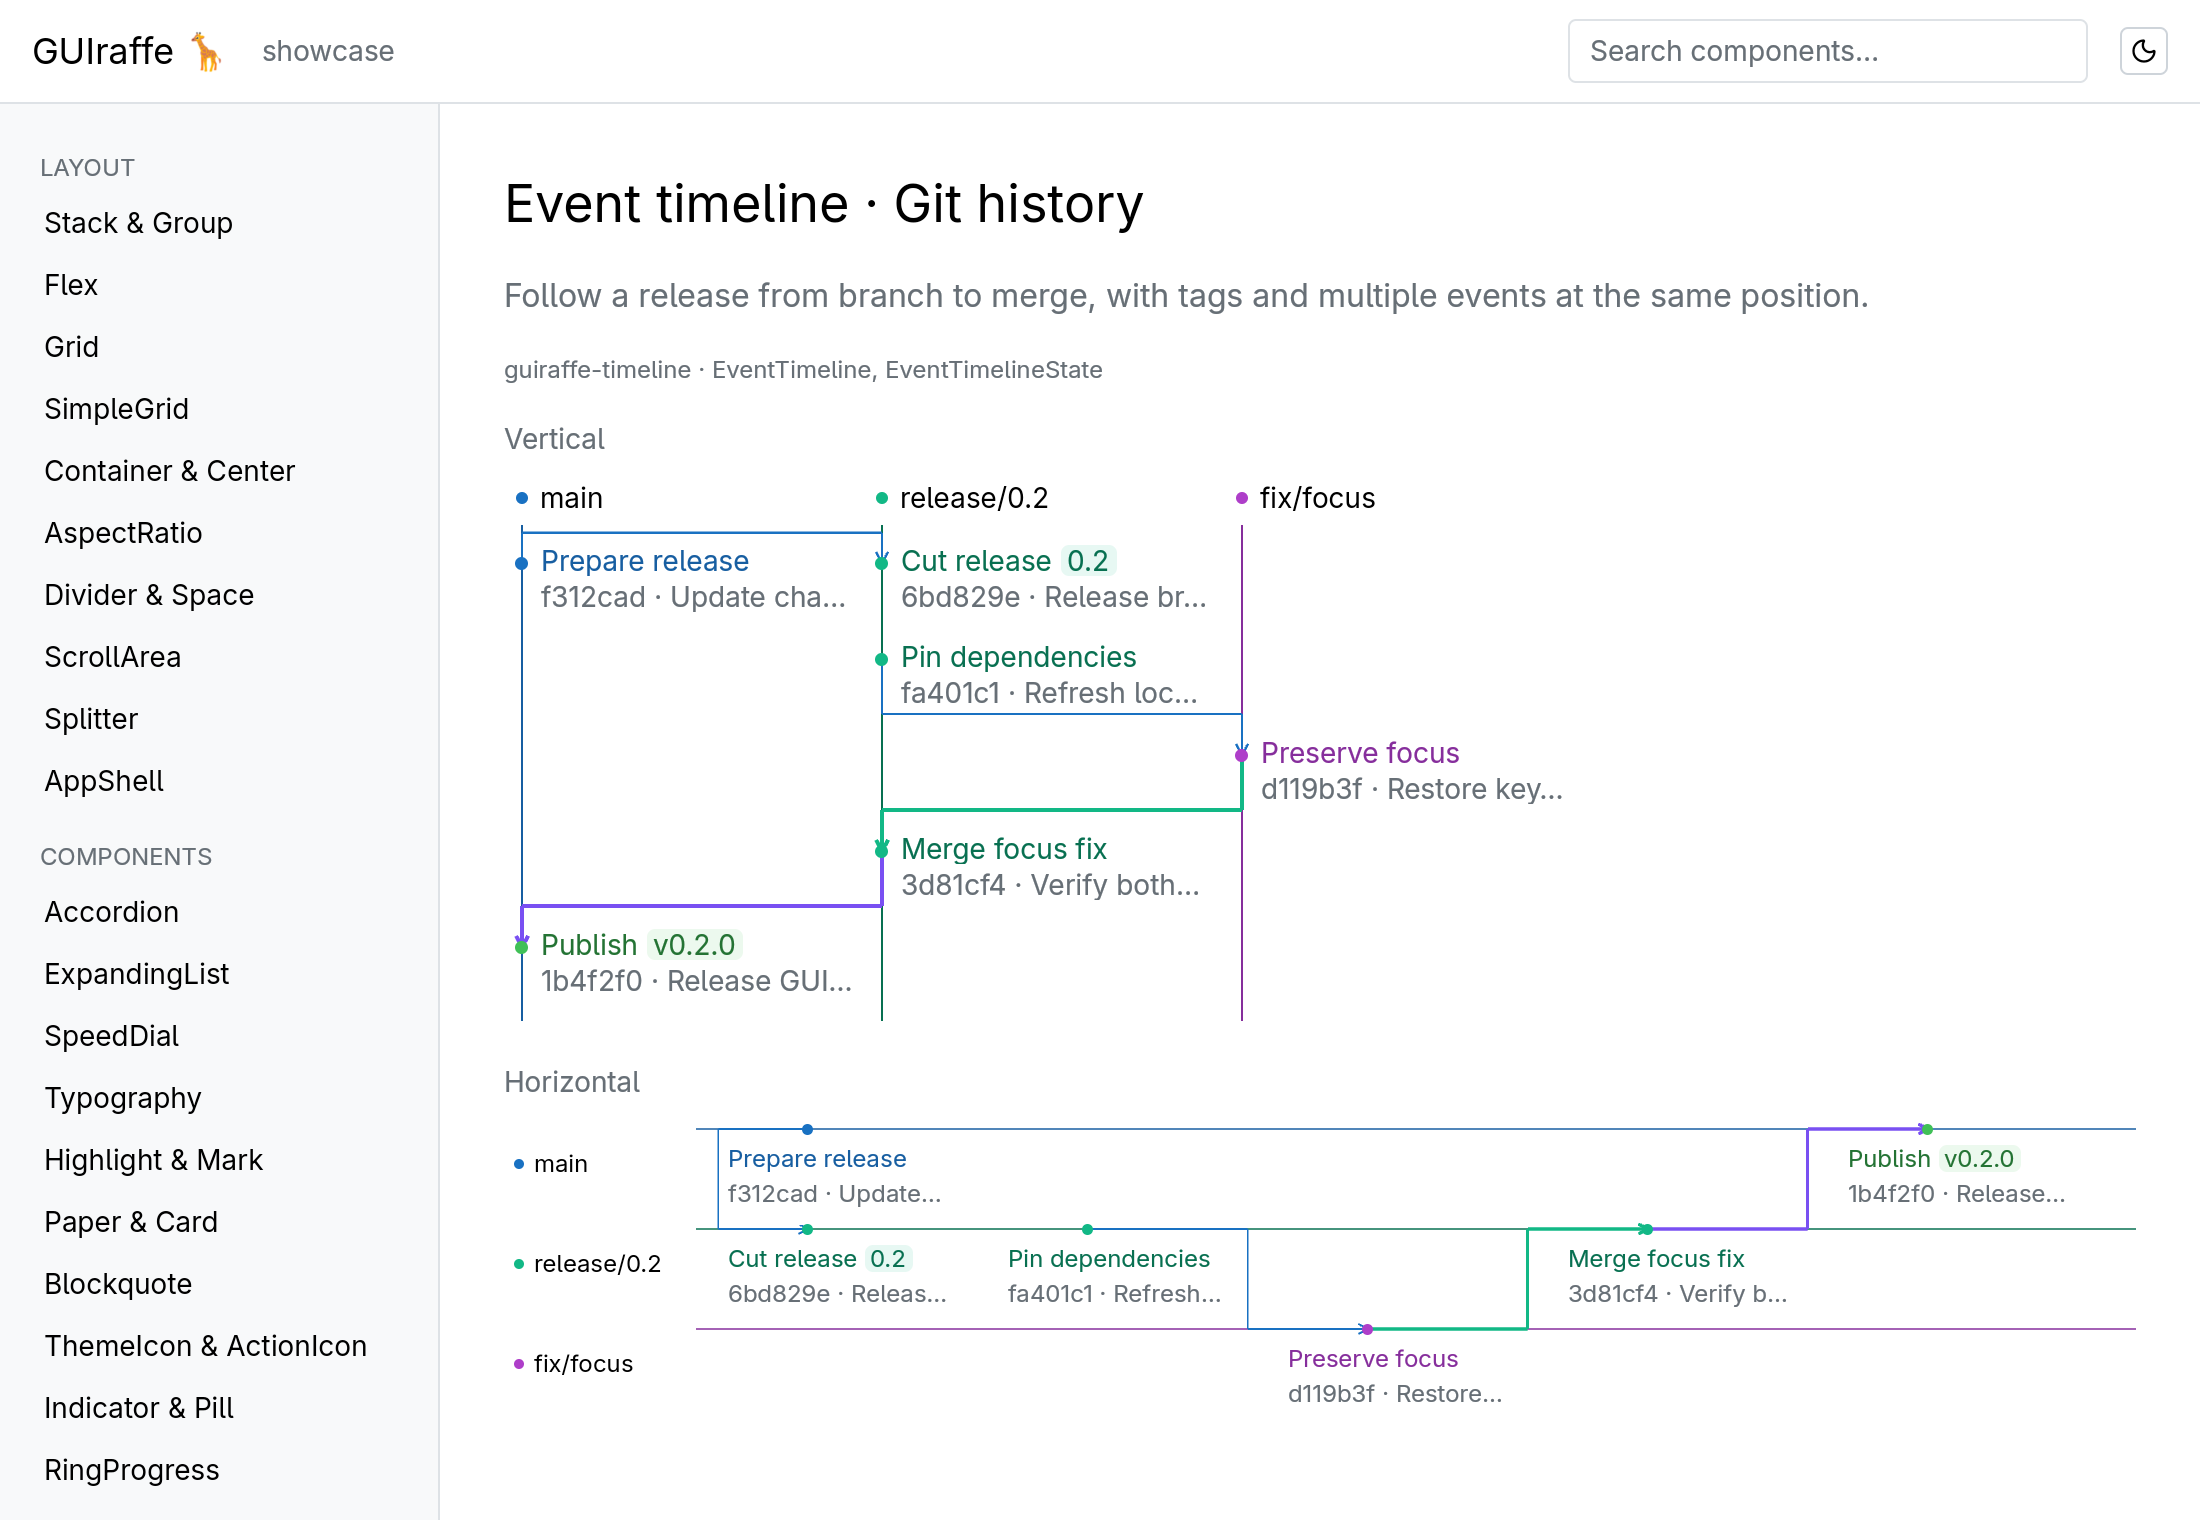 GUIraffe 🦒 showcase
Search components...
LAYOUT
Stack & Group
Flex
Grid
SimpleGrid
Container & Center
AspectRatio
Divider & Space
ScrollArea
Splitter
AppShell
COMPONENTS
Accordion
ExpandingList
SpeedDial
Typography
Highlight & Mark
Paper & Card
Blockquote
ThemeIcon & ActionIcon
Indicator & Pill
RingProgress
Event timeline · Git history
Follow a release from branch to merge, with tags and multiple events at the same position.
guiraffe-timeline · EventTimeline, EventTimelineState
Vertical
main release/0.2 fix/focus
Prepare release Cut release 0.2
f312cad · Update cha... 6bd829e · Release br...
Pin dependencies
fa401c1 · Refresh loc...
Preserve focus
d119b3f · Restore key...
Merge focus fix
3d81cf4 · Verify both...
Publish v0.2.0
1b4f2f0 · Release GUI...
Horizontal
main
Prepare release Publish v0.2.0
f312cad · Update... 1b4f2f0 · Release...
release/0.2
Cut release 0.2 Pin dependencies Merge focus fix
6bd829e · Releas... fa401c1 · Refresh... 3d81cf4 · Verify b...
fix/focus
Preserve focus
d119b3f · Restore...